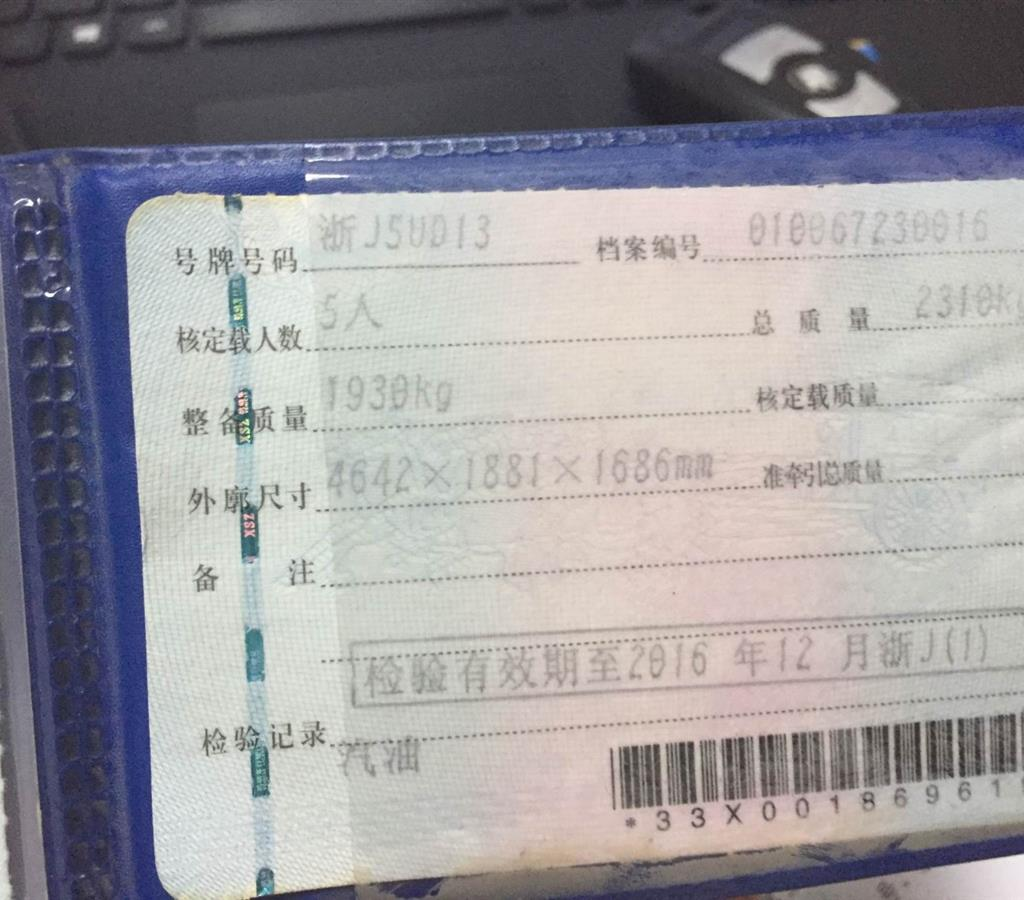 号牌号码 浙J5UD13 档案编号 010067230016
核定载人数 5人 总质量 2310kg
整备质量 1930kg 核定载质量
外廓尺寸 4642×1881×1686mm 准牵引总质量
备注
检验有效期至2016 年12 月浙J(1)
检验记录
汽油
*33X00186961